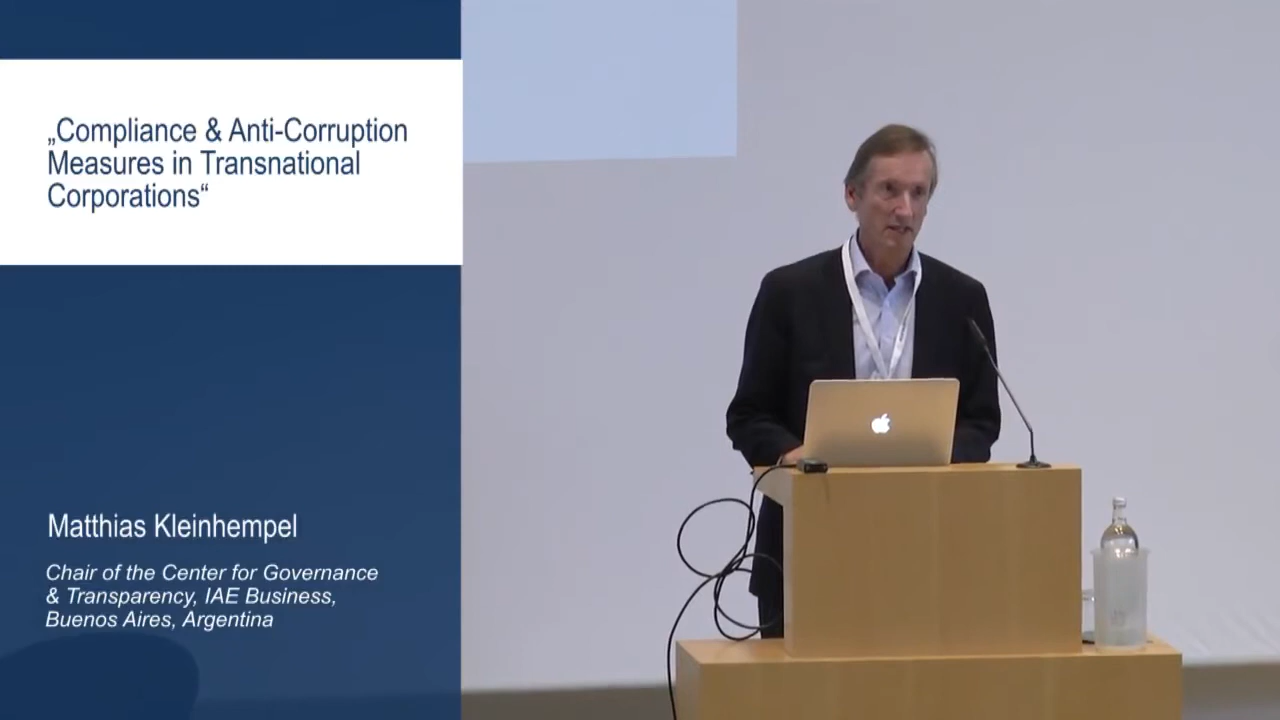 „Compliance & Anti-Corruption
Measures in Transnational
Corporations“
Matthias Kleinhempel
Chair of the Center for Governance
& Transparency, IAE Business,
Buenos Aires, Argentina